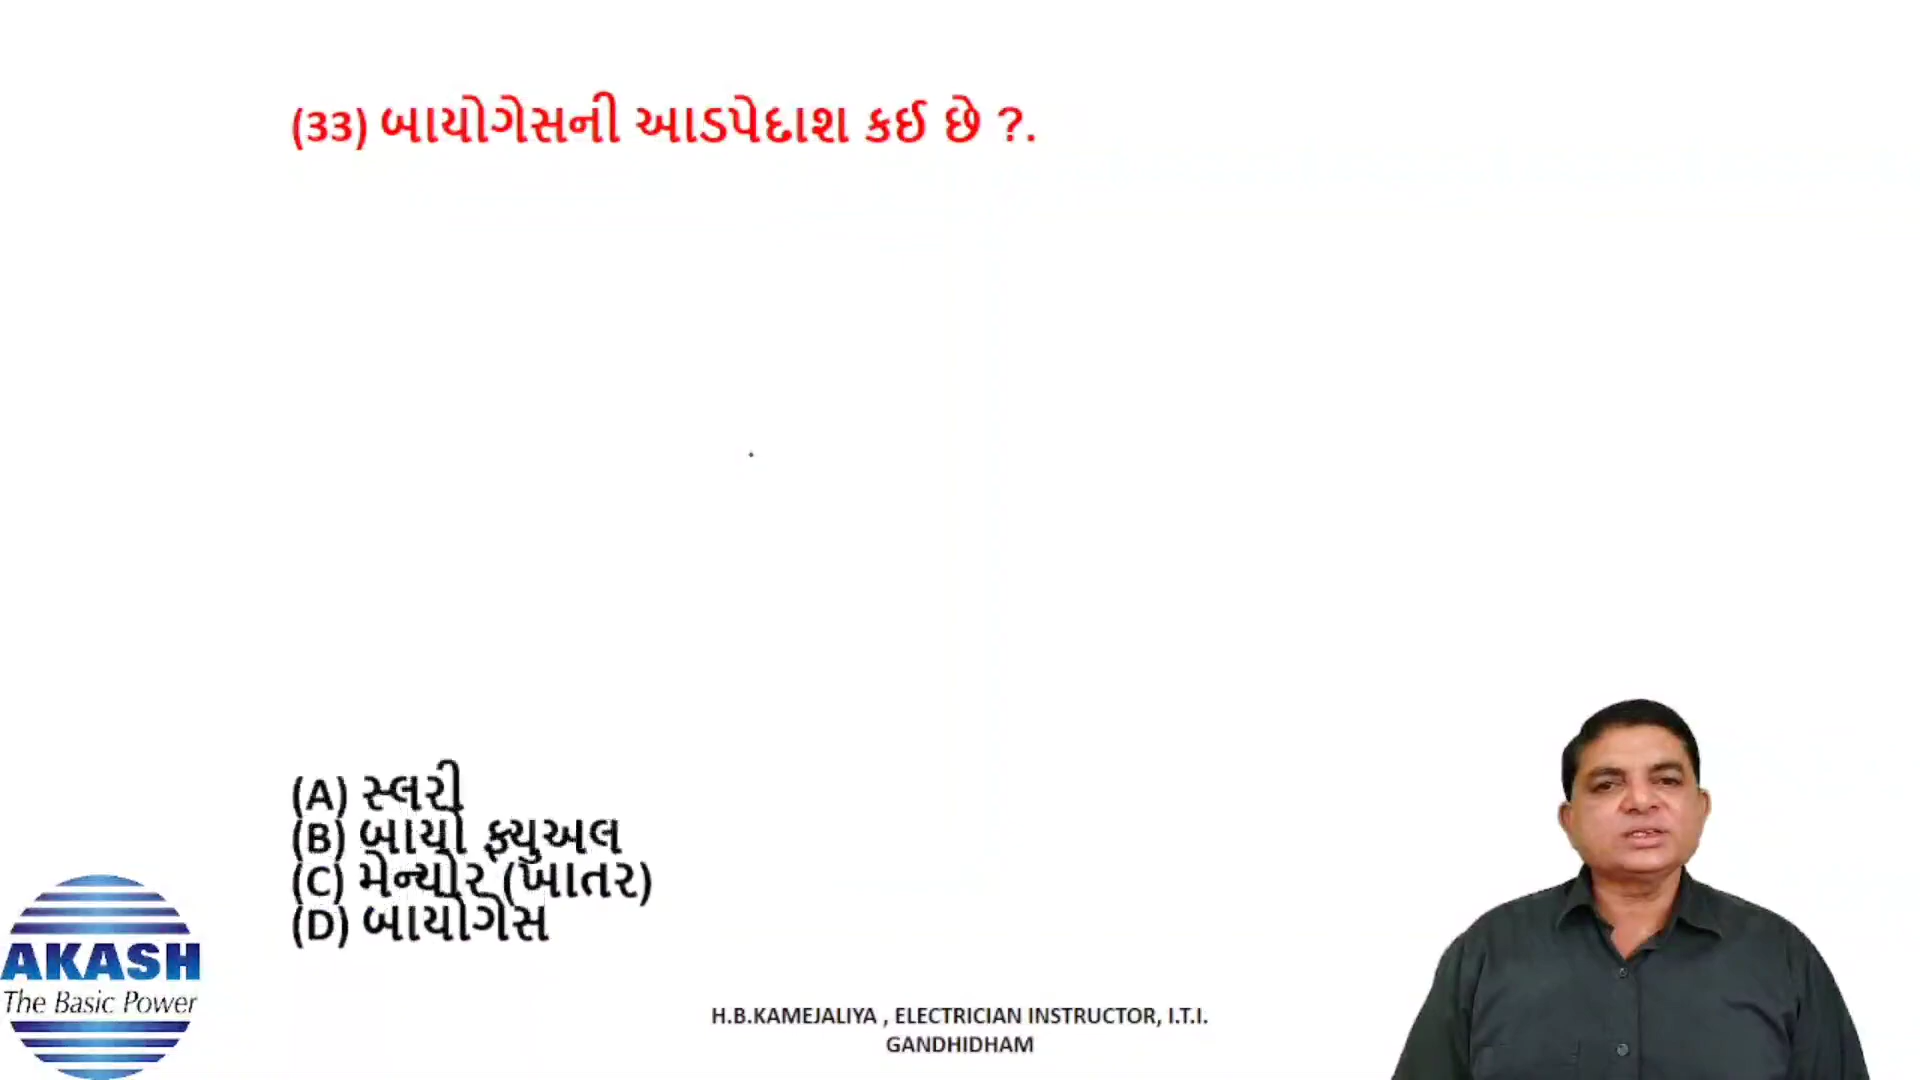 (33) બાયોગેસની આડપેદાશ કઈ છે ?.
(A) સ્લરી
(B) બાયો ફ્યુઅલ
(C) મેન્યોર (ખાતર)
(D) બાયોગેસ
AKASH
The Basic Power
H.B.KAMEJALIYA , ELECTRICIAN INSTRUCTOR, I.T.I.
GANDHIDHAM